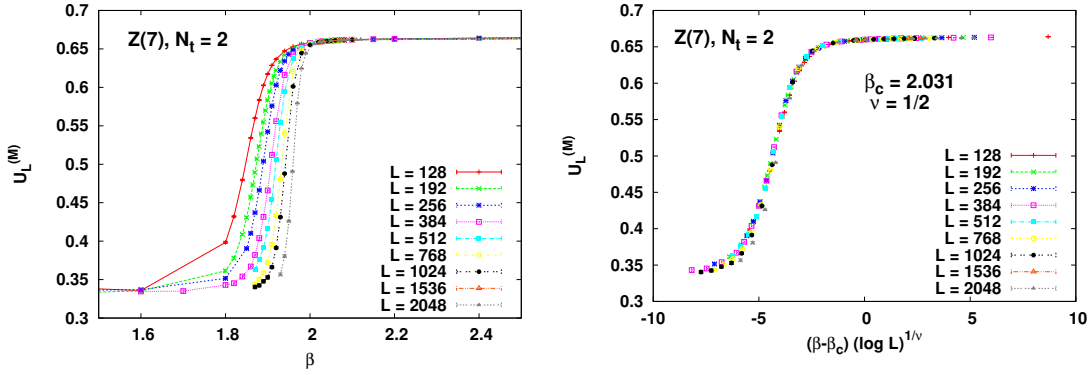 0.7
0.65
0.6
0.55
0.5
0.45
0.4
0.35
0.3
U_L^(M)
Z(7), N_t = 2
L = 128
L = 192
L = 256
L = 384
L = 512
L = 768
L = 1024
L = 1536
L = 2048
1.6 1.8 2 2.2 2.4
β
0.7
0.65
0.6
0.55
0.5
0.45
0.4
0.35
0.3
U_L^(M)
Z(7), N_t = 2
β_c = 2.031
ν = 1/2
L = 128
L = 192
L = 256
L = 384
L = 512
L = 768
L = 1024
L = 1536
L = 2048
-10 -5 0 5 10
(β-β_c) (log L)^1/ν